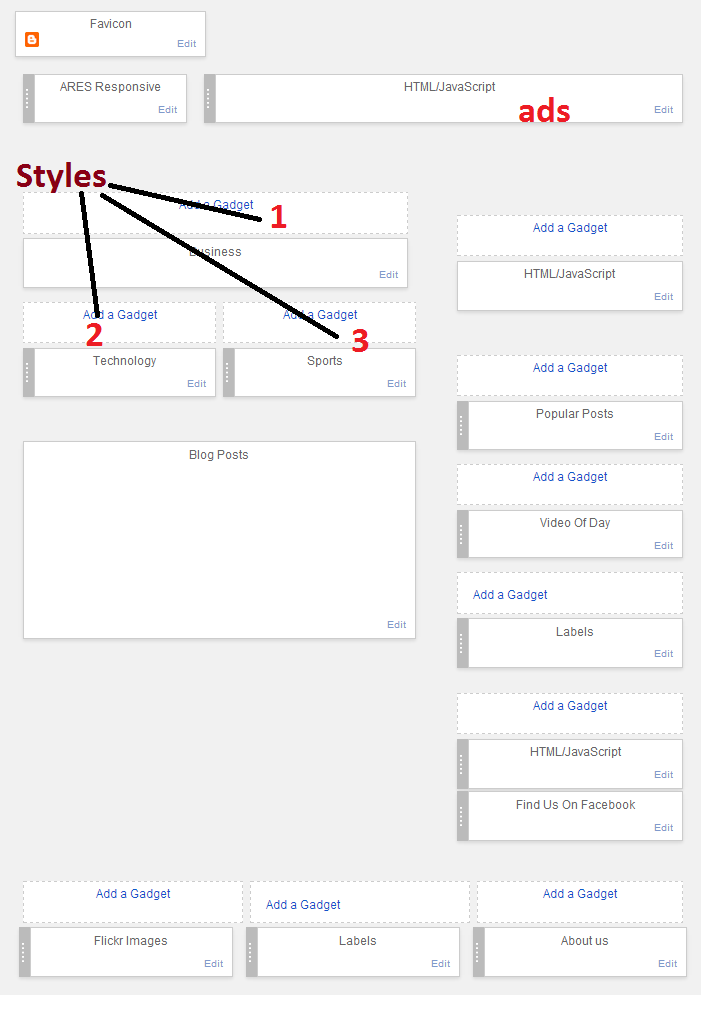 Favicon
Edit
ARES Responsive
Edit
HTML/JavaScript
ads
Edit
Styles
Add a Gadget
1
Business
Edit
Add a Gadget
2
Technology
Edit
Add a Gadget
3
Sports
Edit
Blog Posts
Edit
Add a Gadget
HTML/JavaScript
Edit
Add a Gadget
Popular Posts
Edit
Add a Gadget
Video Of Day
Edit
Add a Gadget
Labels
Edit
Add a Gadget
HTML/JavaScript
Edit
Find Us On Facebook
Edit
Add a Gadget
Flickr Images
Edit
Add a Gadget
Labels
Edit
Add a Gadget
About us
Edit